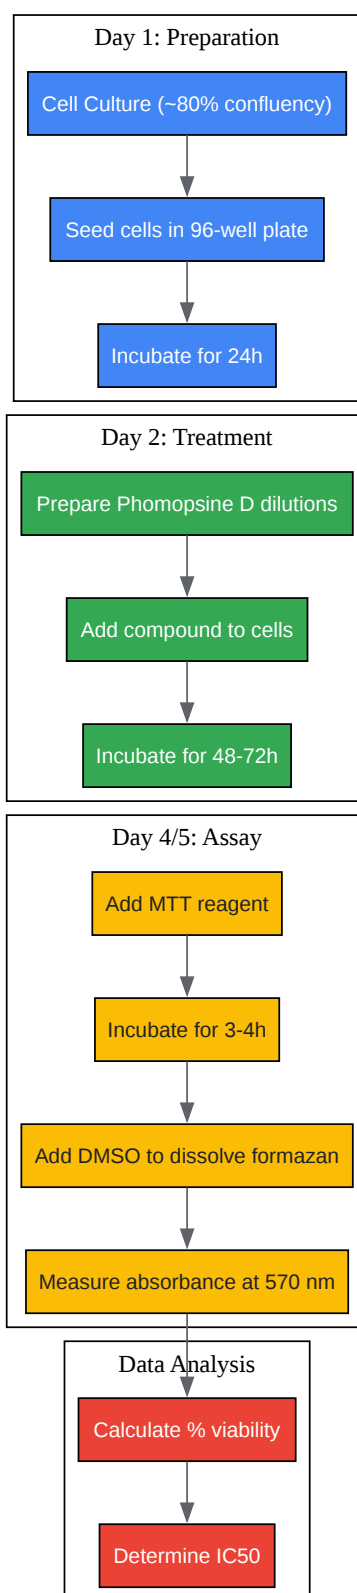 Day 1: Preparation
Cell Culture (~80% confluency)
Seed cells in 96-well plate
Incubate for 24h
Day 2: Treatment
Prepare Phomopsine D dilutions
Add compound to cells
Incubate for 48-72h
Day 4/5: Assay
Add MTT reagent
Incubate for 3-4h
Add DMSO to dissolve formazan
Measure absorbance at 570 nm
Data Analysis
Calculate % viability
Determine IC50